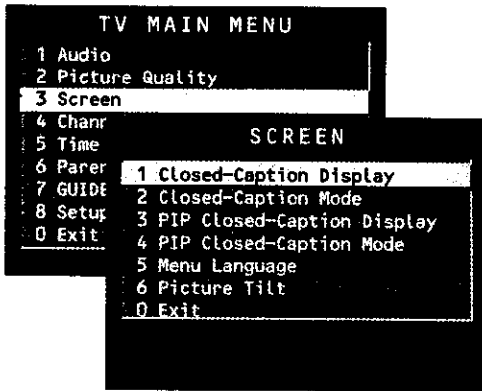 TV MAIN MENU
1 Audio
2 Picture Quality
3 Screen
4 Chann
5 Time
6 Paren
7 GUIDE
8 Setup
0 Exit
SCREEN
1 Closed-Caption Display
2 Closed-Caption Mode
3 PIP Closed-Caption Display
4 PIP Closed-Caption Mode
5 Menu Language
6 Picture Tilt
0 Exit